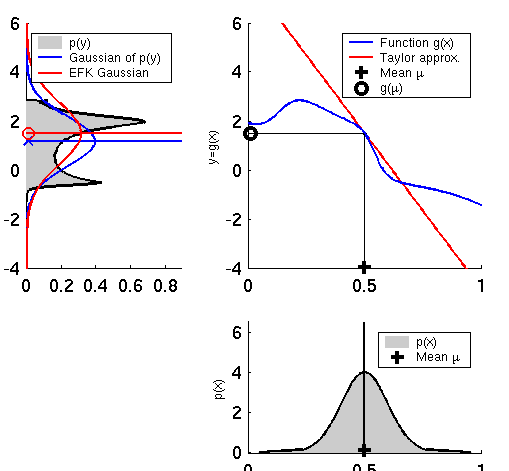 6
4
2
0
-2
-4
0 0.2 0.4 0.6 0.8
p(y)
Gaussian of p(y)
EFK Gaussian
y=g(x)
6
4
2
0
-2
-4
0 0.5 1
Function g(x)
Taylor approx.
Mean μ
g(μ)
p(x)
6
4
2
0
0 0.5 1
p(x)
Mean μ